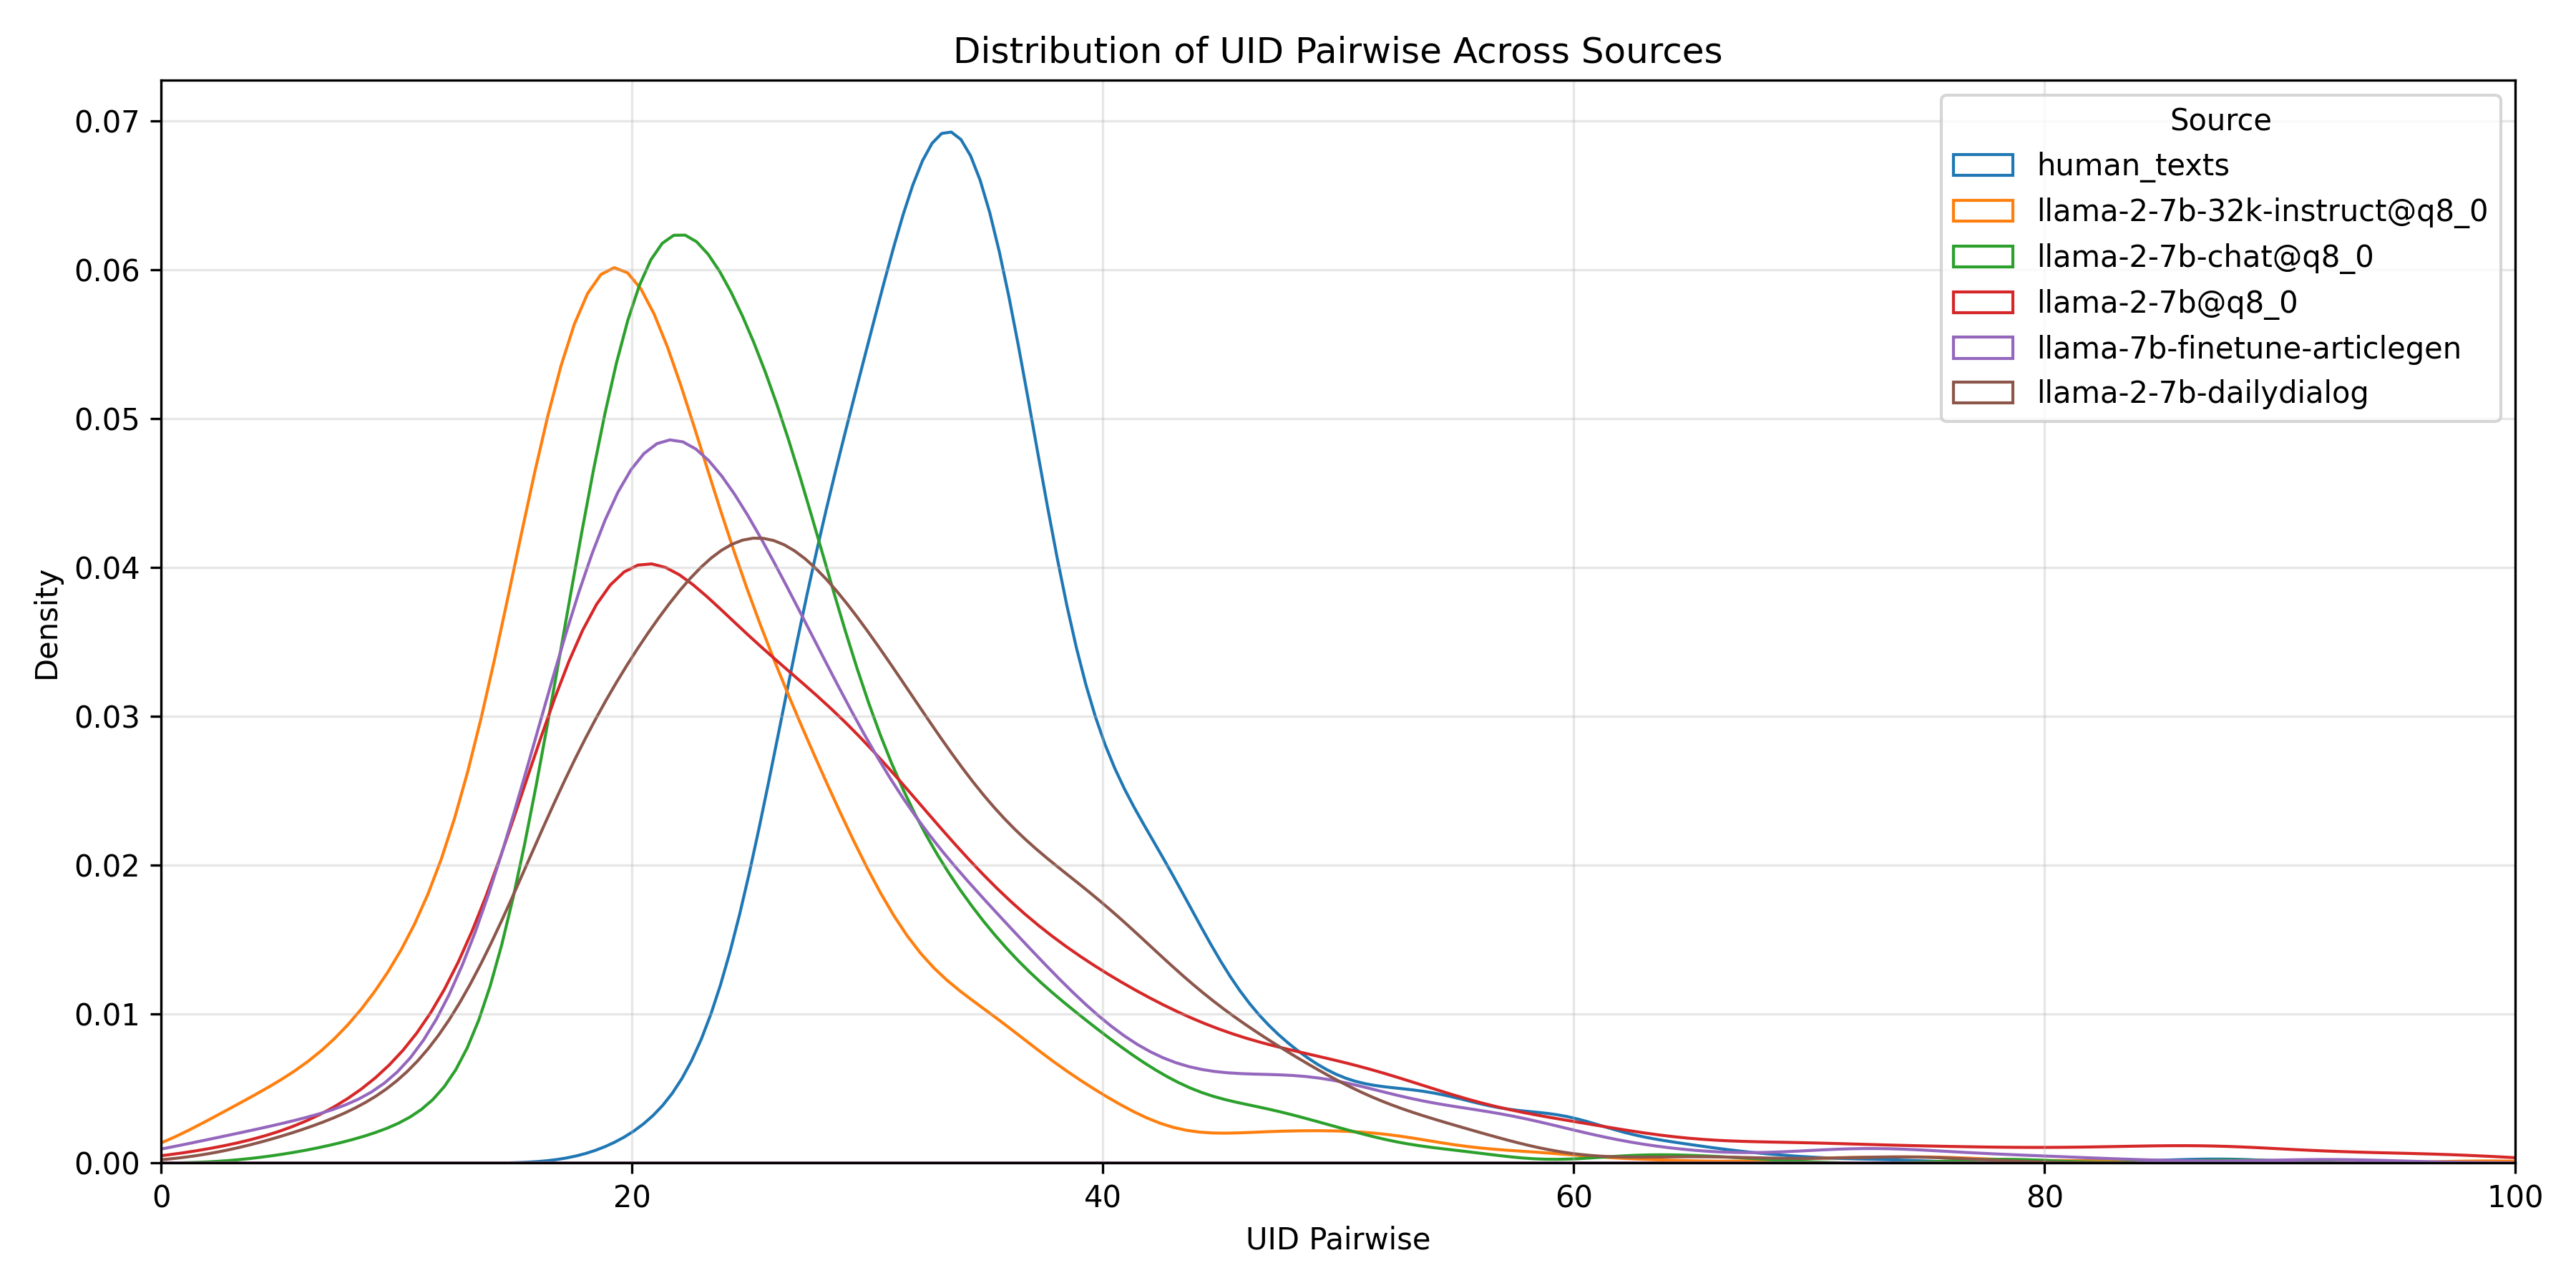 Distribution of UID Pairwise Across Sources
0.07
0.06
0.05
0.04
0.03
0.02
0.01
0.00
Density
Source
human_texts
llama-2-7b-32k-instruct@q8_0
llama-2-7b-chat@q8_0
llama-2-7b@q8_0
llama-7b-finetune-articlegen
llama-2-7b-dailydialog
0 20 40 60 80 100
UID Pairwise